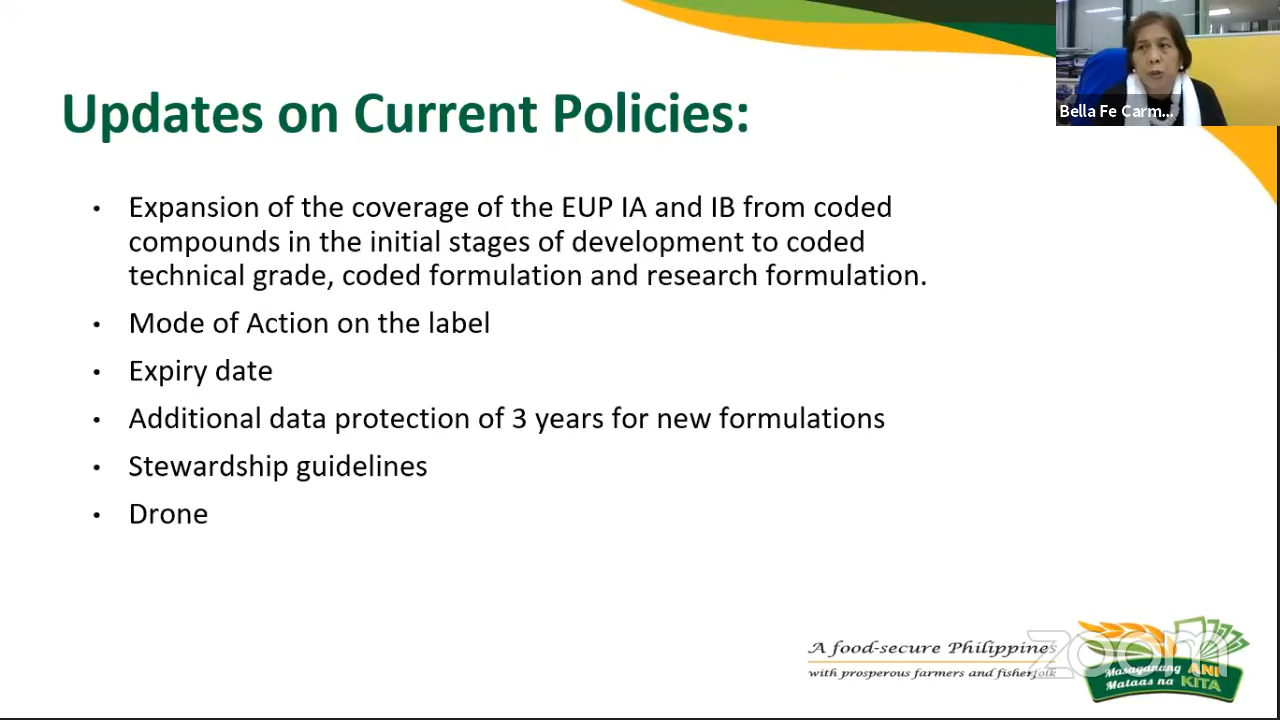 Updates on Current Policies:
Bella Fe Carm...
• Expansion of the coverage of the EUP IA and IB from coded
compounds in the initial stages of development to coded
technical grade, coded formulation and research formulation.
• Mode of Action on the label
• Expiry date
• Additional data protection of 3 years for new formulations
• Stewardship guidelines
• Drone
A food-secure Philippines
with prosperous farmers and fisherfolk
zoom
Masaganang ANI
Mataas na KITA